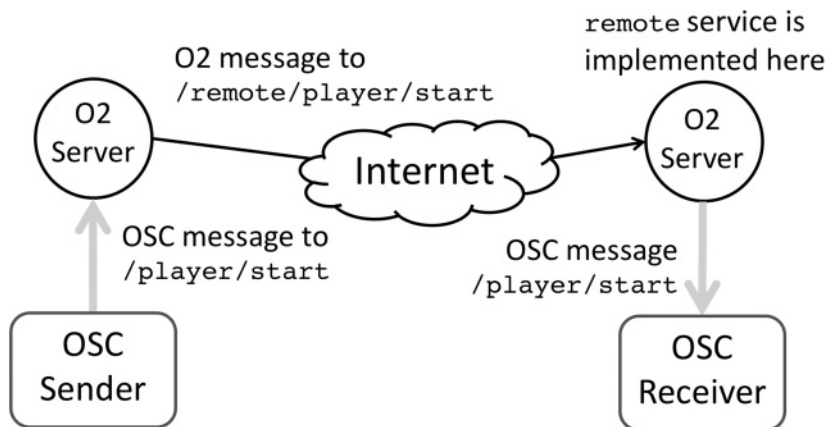 O2 message to
/remote/player/start
remote service is
implemented here
O2
Server
Internet
O2
Server
OSC message to
/player/start
OSC message
/player/start
OSC
Sender
OSC
Receiver